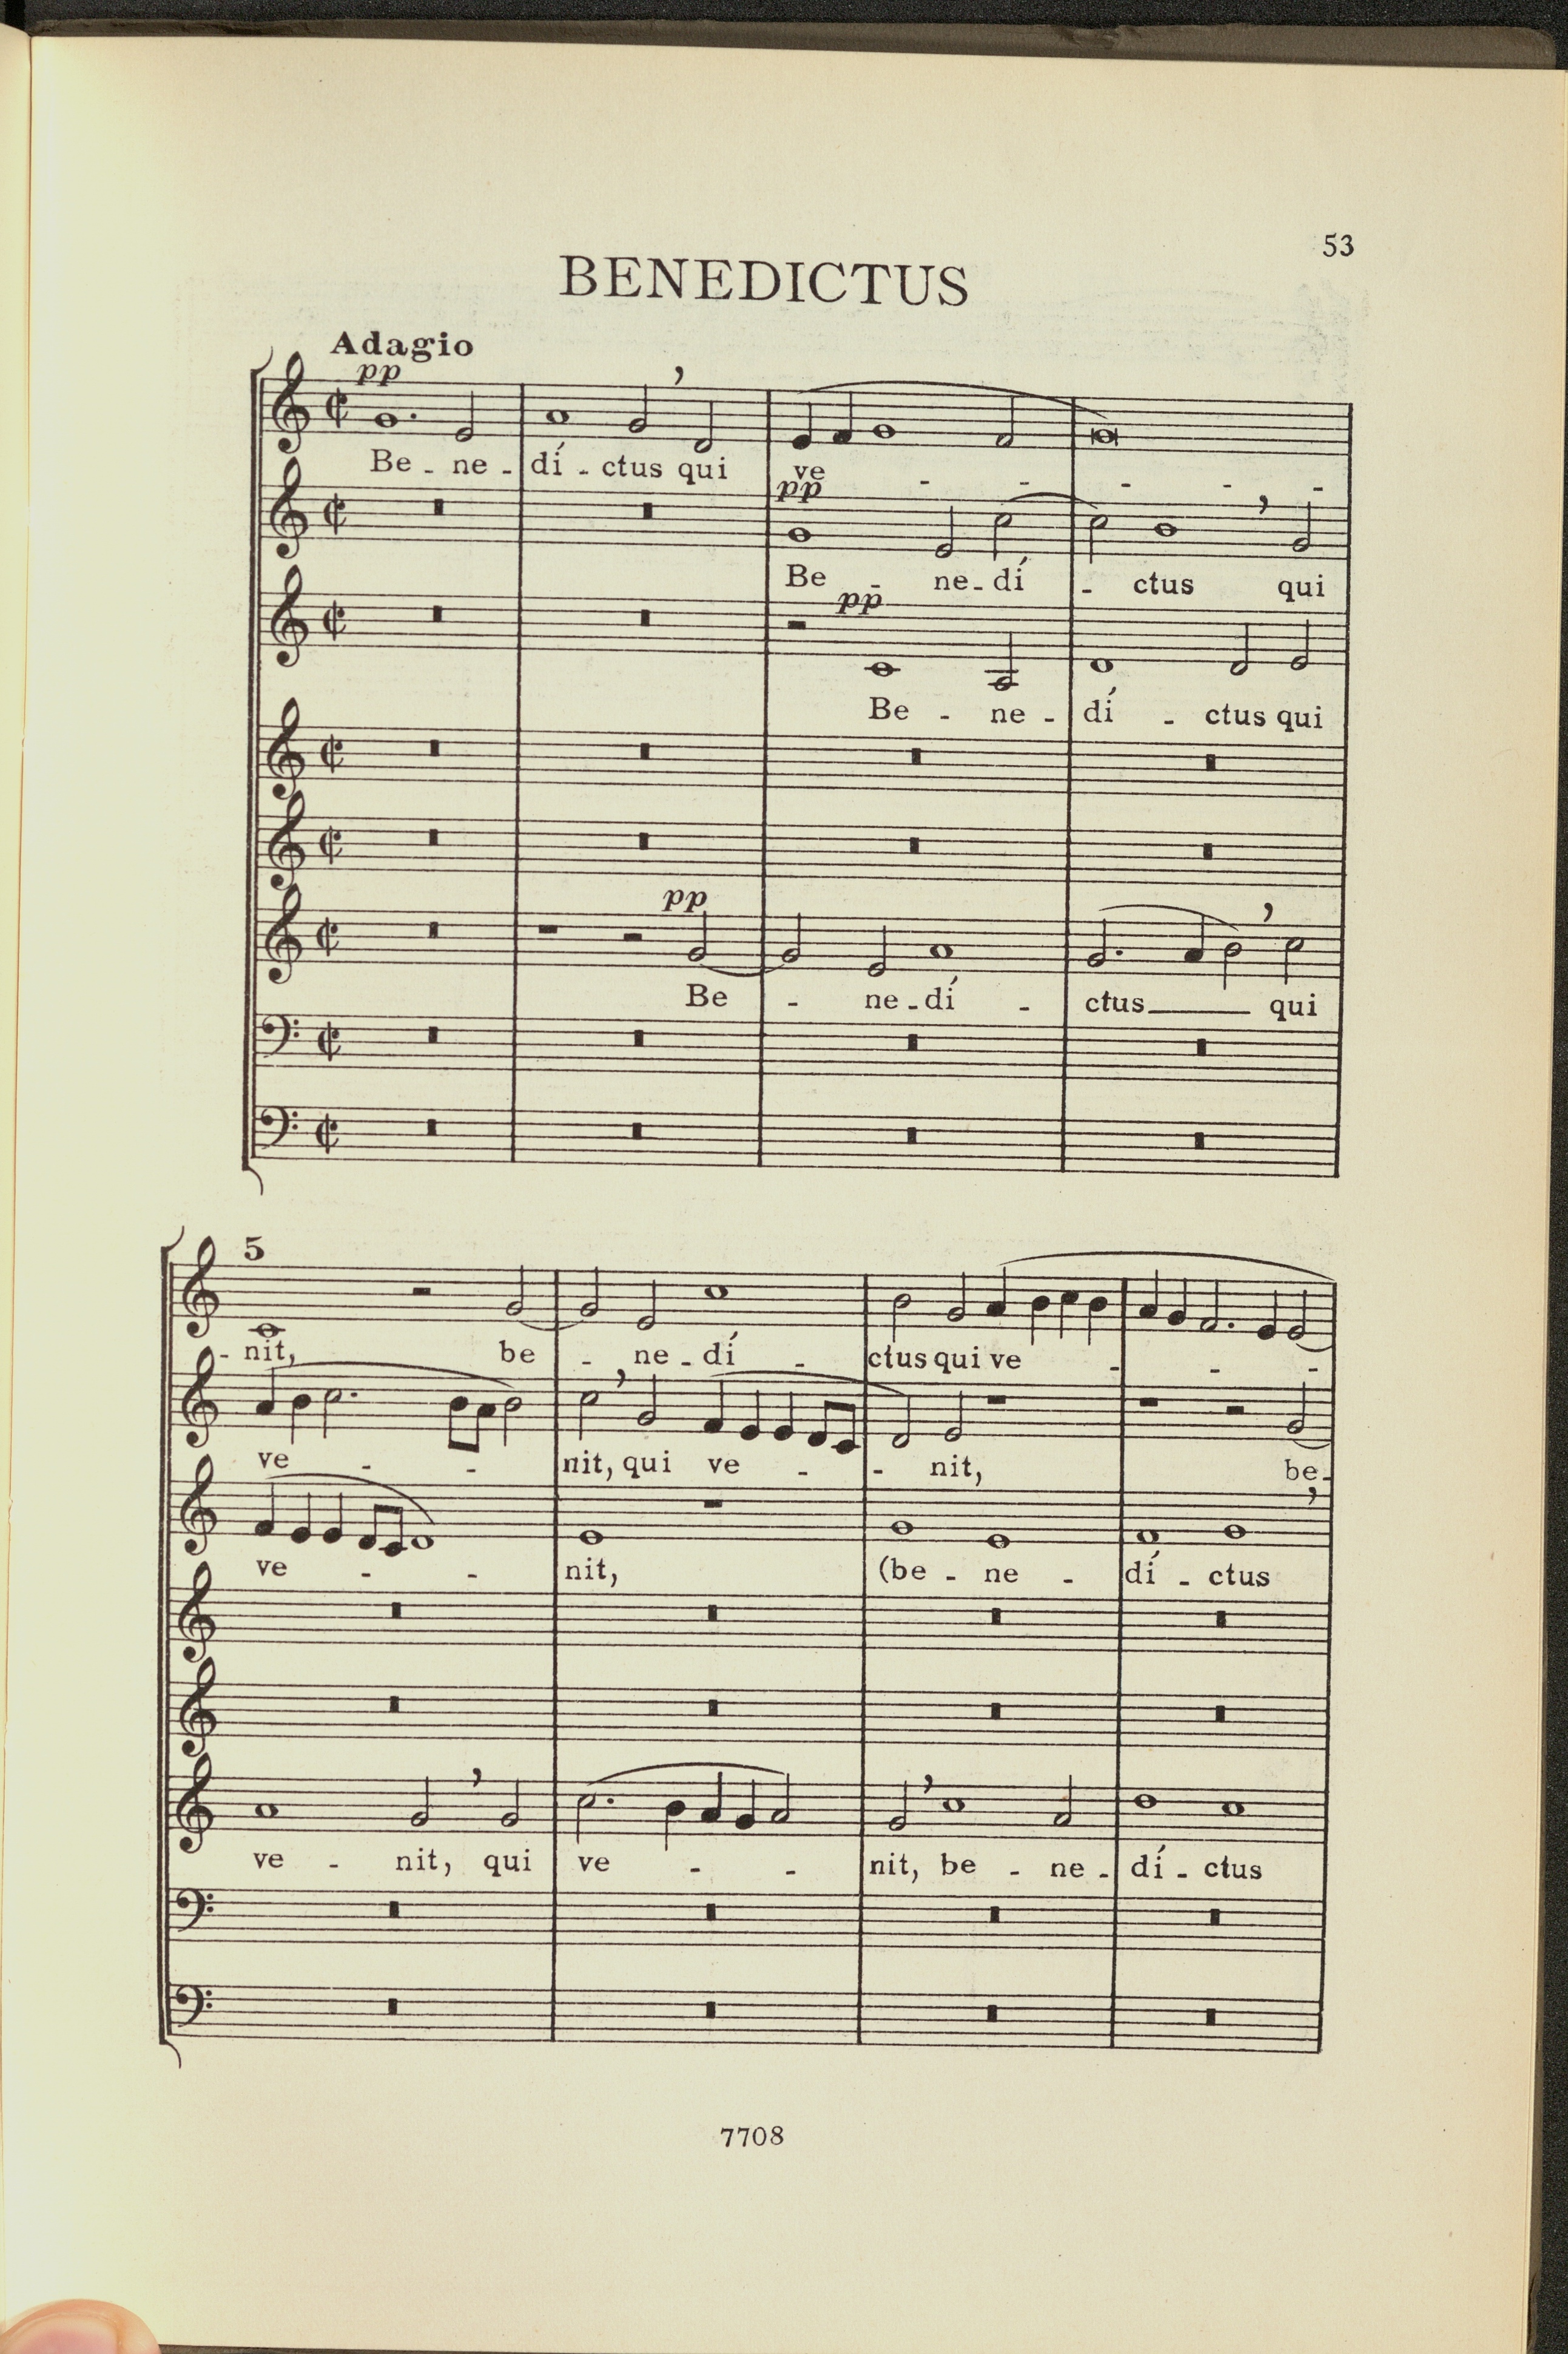 53
BENEDICTUS
Adagio
pp
Be - ne - dí - ctus qui ve - - - - -
pp
Be - ne - dí - ctus qui
pp
Be - ne - dí - ctus qui
pp
Be - ne - dí - ctus qui
5
- nit, be - ne - dí - ctus qui ve - - -
ve - - nit, qui ve - - nit, be -
ve - - nit, (be - ne - dí - ctus
ve - nit, qui ve - - nit, be - ne - dí - ctus
7708